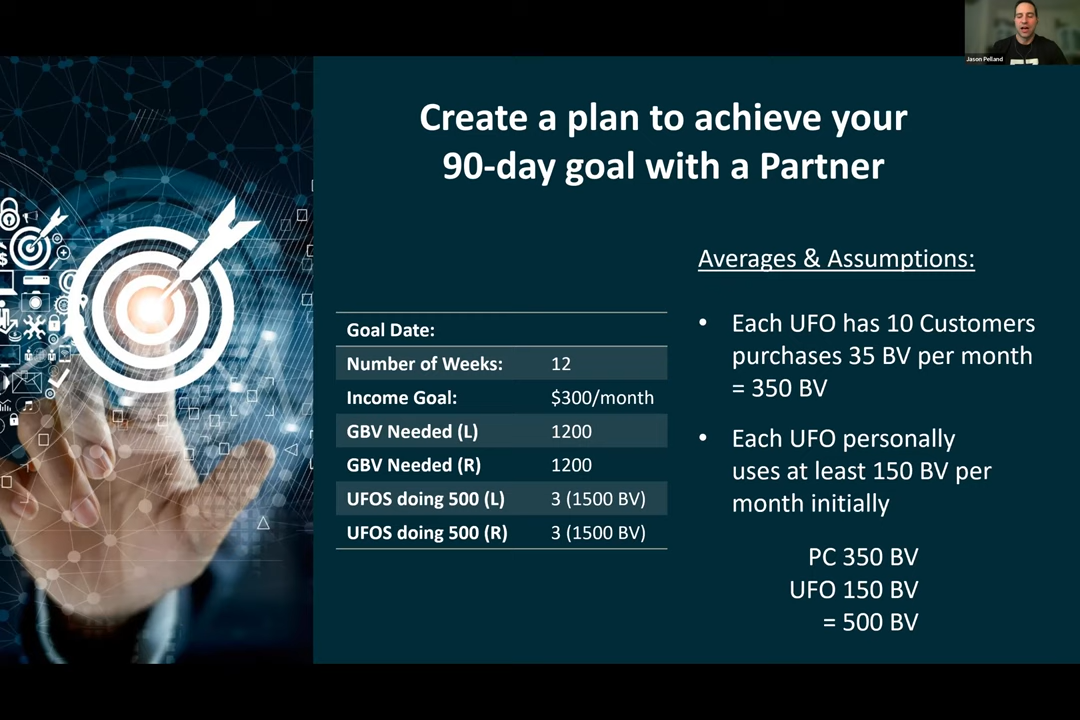 Jason Pelland
Create a plan to achieve your
90-day goal with a Partner
Goal Date:
Number of Weeks: 12
Income Goal: $300/month
GBV Needed (L) 1200
GBV Needed (R) 1200
UFOS doing 500 (L) 3 (1500 BV)
UFOS doing 500 (R) 3 (1500 BV)
Averages & Assumptions:
• Each UFO has 10 Customers
purchases 35 BV per month
= 350 BV
• Each UFO personally
uses at least 150 BV per
month initially
PC 350 BV
UFO 150 BV
= 500 BV